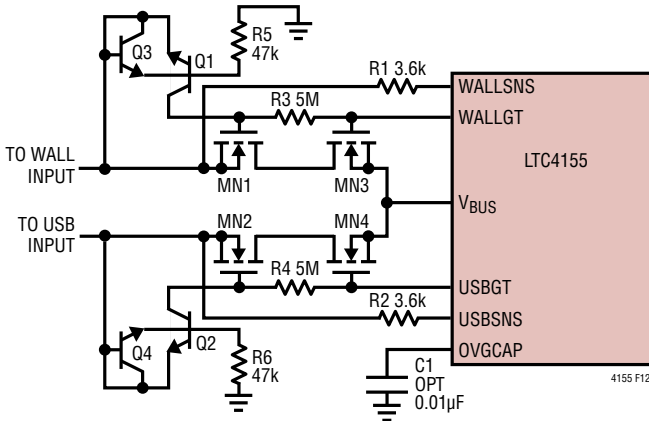 Q3
Q1
R5
47k
R1 3.6k
WALLSNS
R3 5M
WALLGT
TO WALL
INPUT
MN1
MN3
LTC4155
VBUS
TO USB
INPUT
MN2
MN4
R4 5M
USBGT
R2 3.6k
USBSNS
Q4
Q2
R6
47k
OVGCAP
C1
OPT
0.01µF
4155 F12